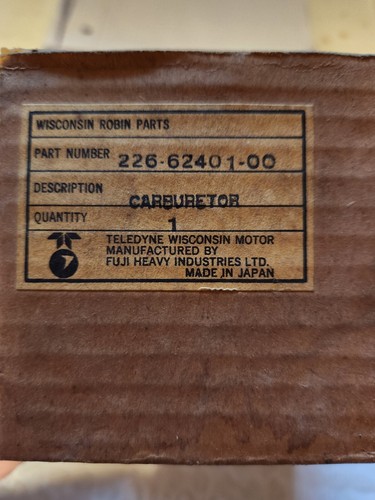 WISCONSIN ROBIN PARTS
PART NUMBER 226-62401-00
DESCRIPTION CARBURETOR
QUANTITY 1
TELEDYNE WISCONSIN MOTOR
MANUFACTURED BY
FUJI HEAVY INDUSTRIES LTD.
MADE IN JAPAN